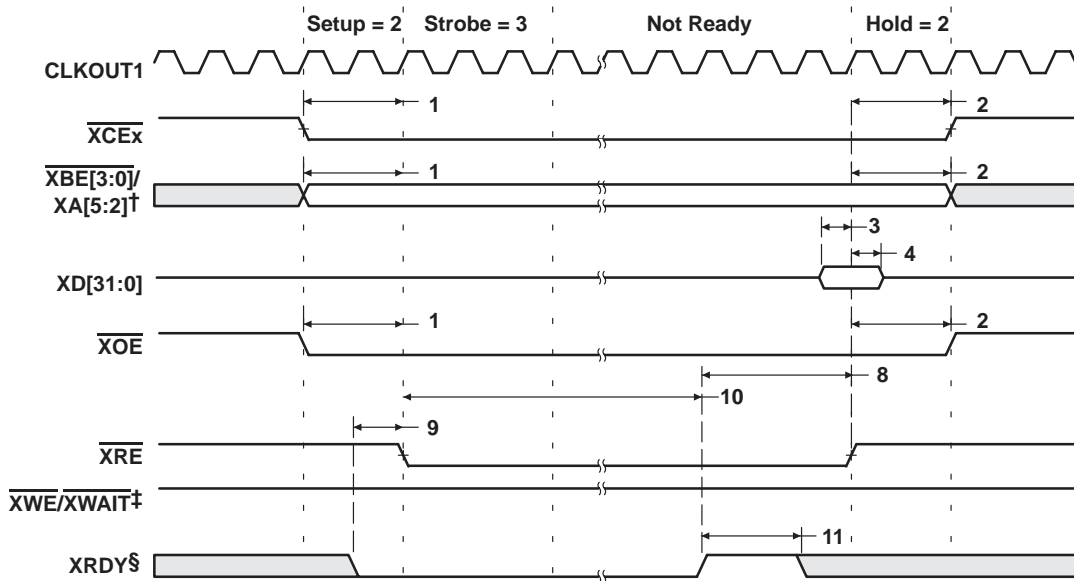 Setup = 2 Strobe = 3 Not Ready Hold = 2
CLKOUT1
1 2
XCEx
1 2
XBE[3:0]/
XA[5:2]†
3
4
XD[31:0]
1 2
XOE
8
10
9
XRE
XWE/XWAIT‡
11
XRDY§